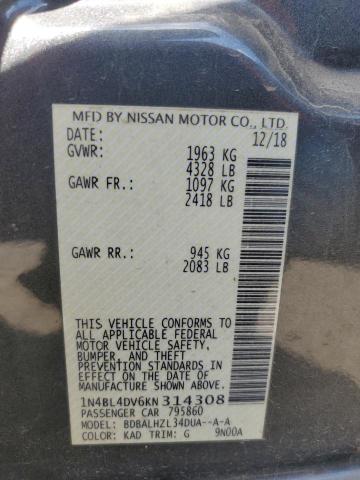 MFD BY NISSAN MOTOR CO., LTD.
DATE: 12/18
GVWR: 1963 KG
4328 LB
GAWR FR: 1097 KG
2418 LB
GAWR RR: 945 KG
2083 LB
THIS VEHICLE CONFORMS TO
ALL APPLICABLE FEDERAL
MOTOR VEHICLE SAFETY,
BUMPER, AND THEFT
PREVENTION STANDARDS IN
EFFECT ON THE DATE OF
MANUFACTURE SHOWN ABOVE.
1N4BL4DV6KN314308
PASSENGER CAR 795860
MODEL: BDBALHZL34DUA--A-A
COLOR: KAD TRIM: G 9N00A